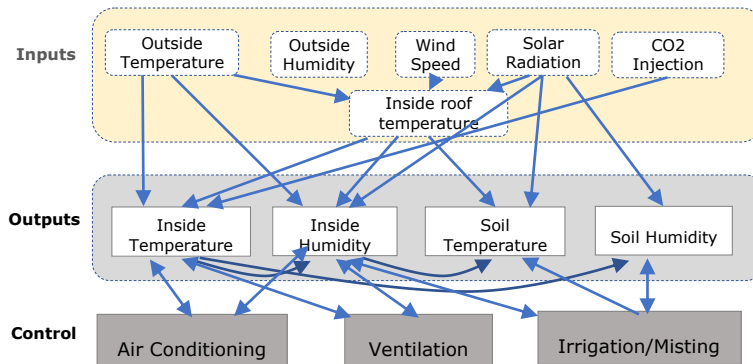 Inputs
Outside
Temperature
Outside
Humidity
Wind
Speed
Solar
Radiation
CO2
Injection
Inside roof
temperature
Outputs
Inside
Temperature
Inside
Humidity
Soil
Temperature
Soil Humidity
Control
Air Conditioning
Ventilation
Irrigation/Misting